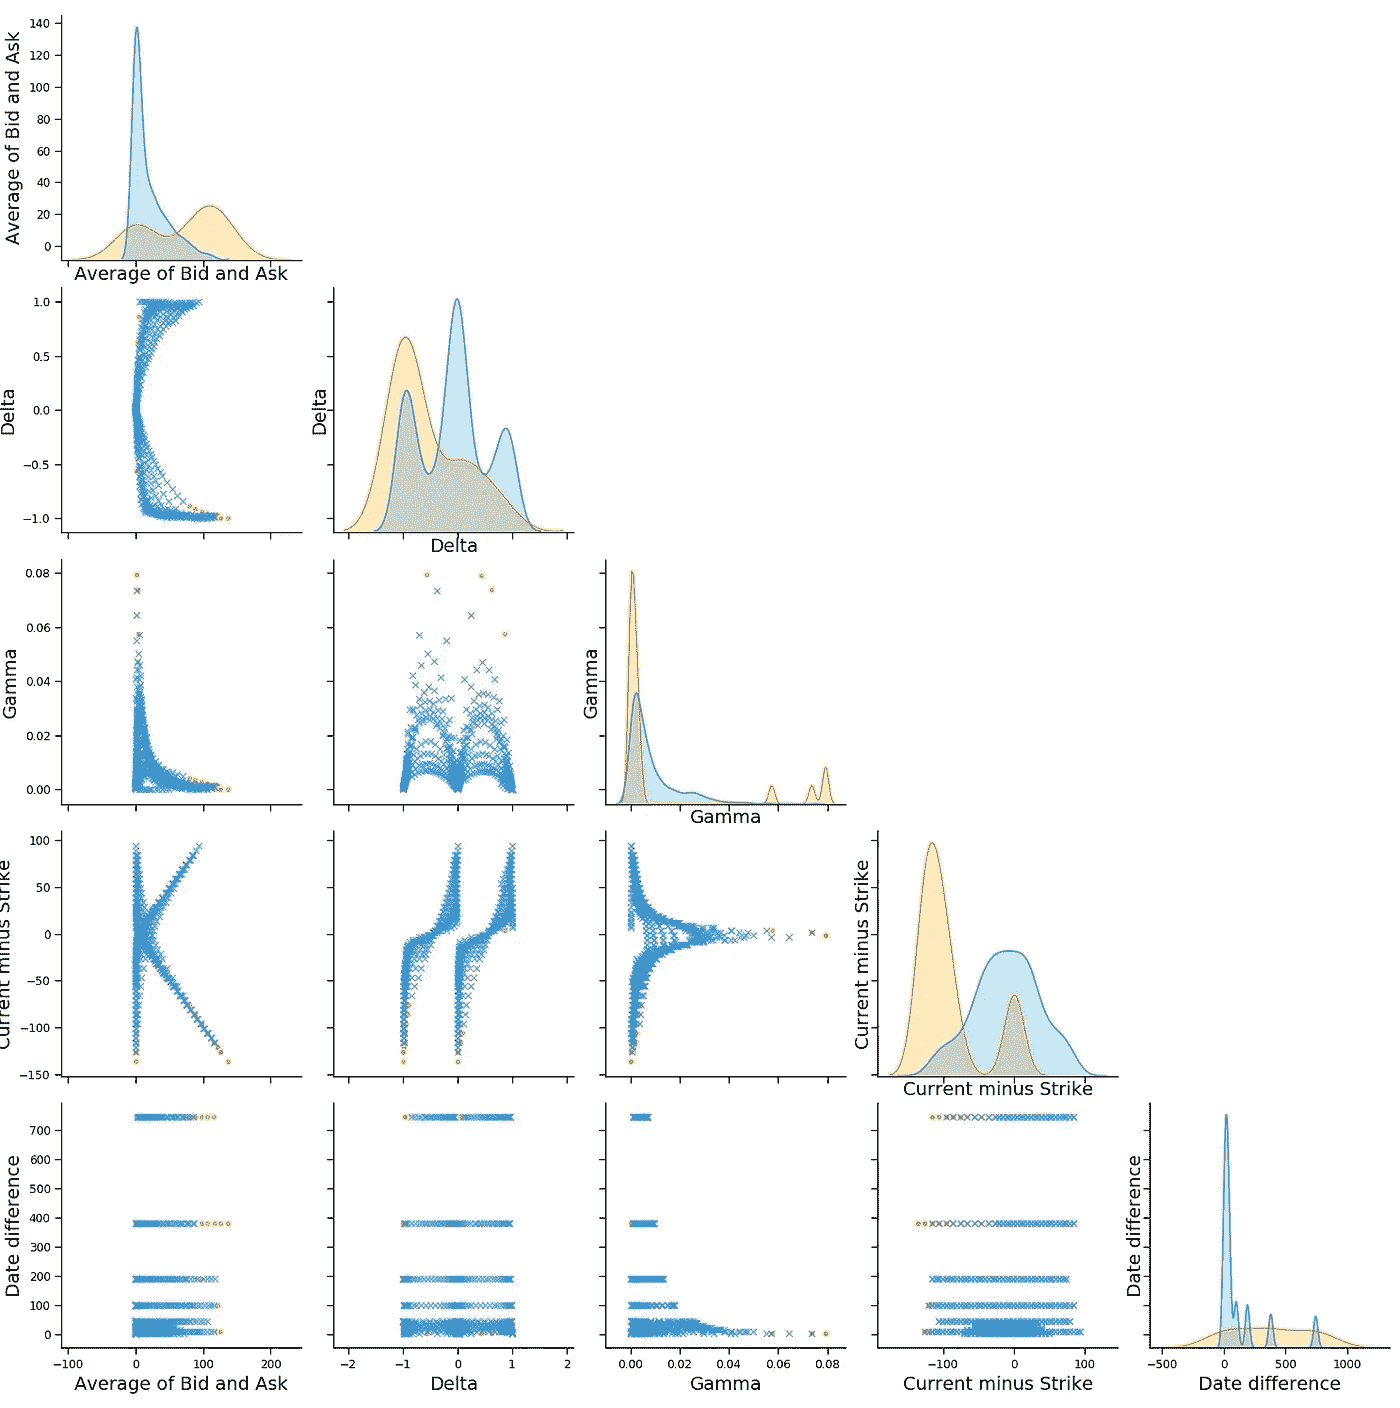 140
120
100
80
60
40
20
0
Average of Bid and Ask
Average of Bid and Ask
1.0
0.5
0.0
−0.5
−1.0
Delta
Delta
Delta
0.08
0.06
0.04
0.02
0.00
Gamma
Gamma
Gamma
100
50
0
−50
−100
−150
Current minus Strike
Current minus Strike
Current minus Strike
700
600
500
400
300
200
100
0
Date difference
Date difference
−100 0 100 200
−2 −1 0 1 2
0.00 0.02 0.04 0.06 0.08
−100 0 100
−500 0 500 1000
Average of Bid and Ask
Delta
Gamma
Current minus Strike
Date difference